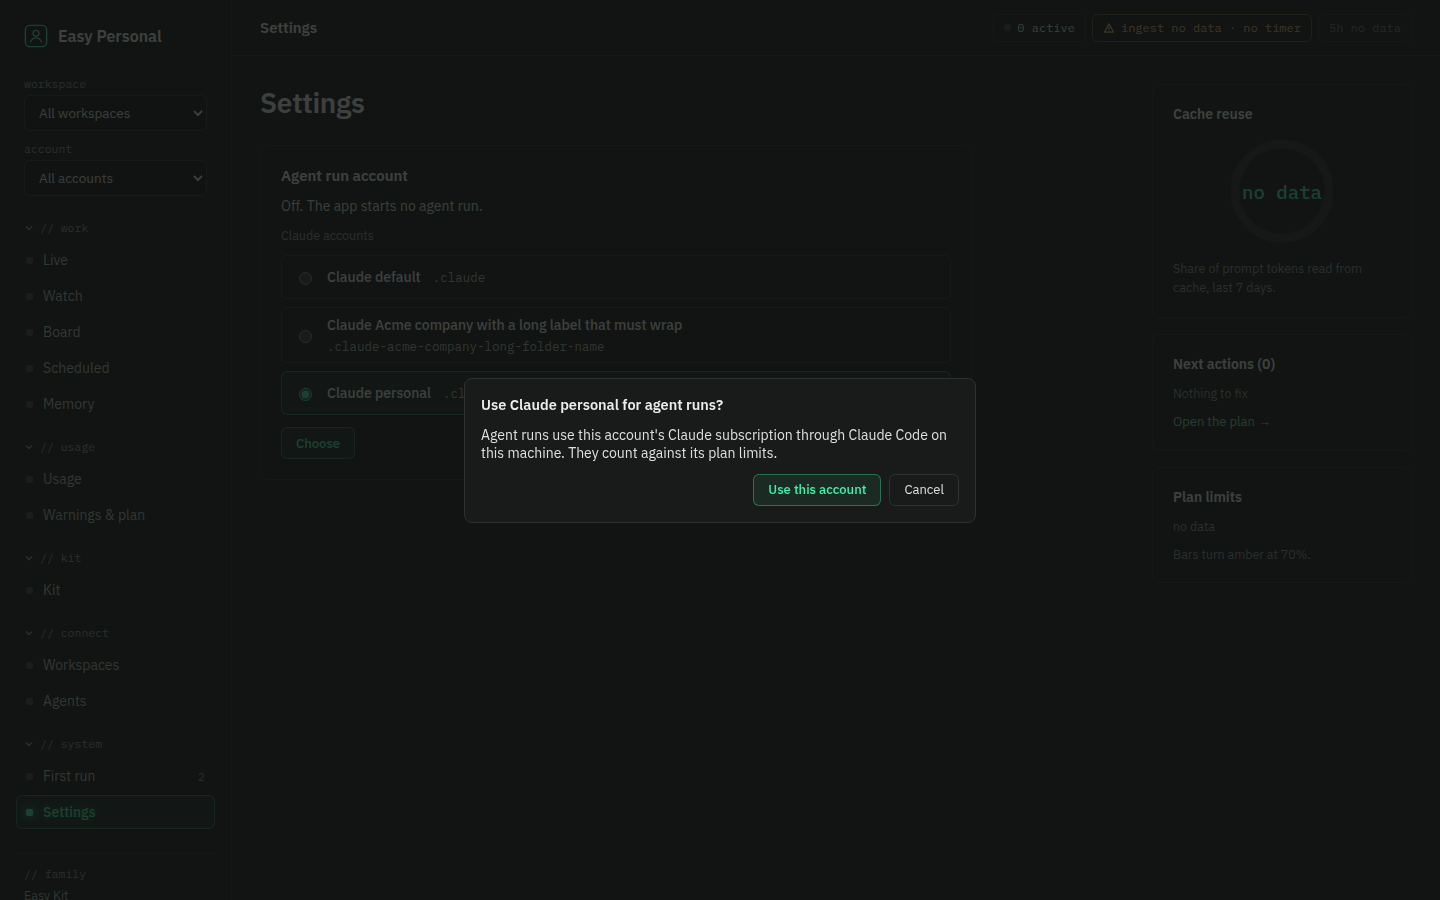 Easy Personal
workspace
All workspaces
account
All accounts
// work
Live
Watch
Board
Scheduled
Memory
// usage
Usage
Warnings & plan
// kit
Kit
// connect
Workspaces
Agents
// system
First run 2
Settings
// family
Easy Kit
Settings
0 active
ingest no data · no timer
5h no data
Settings
Agent run account
Off. The app starts no agent run.
Claude accounts
Claude default .claude
Claude Acme company with a long label that must wrap
.claude-acme-company-long-folder-name
Claude personal .cl
Choose
Use Claude personal for agent runs?
Agent runs use this account's Claude subscription through Claude Code on
this machine. They count against its plan limits.
Use this account
Cancel
Cache reuse
no data
Share of prompt tokens read from
cache, last 7 days.
Next actions (0)
Nothing to fix
Open the plan →
Plan limits
no data
Bars turn amber at 70%.